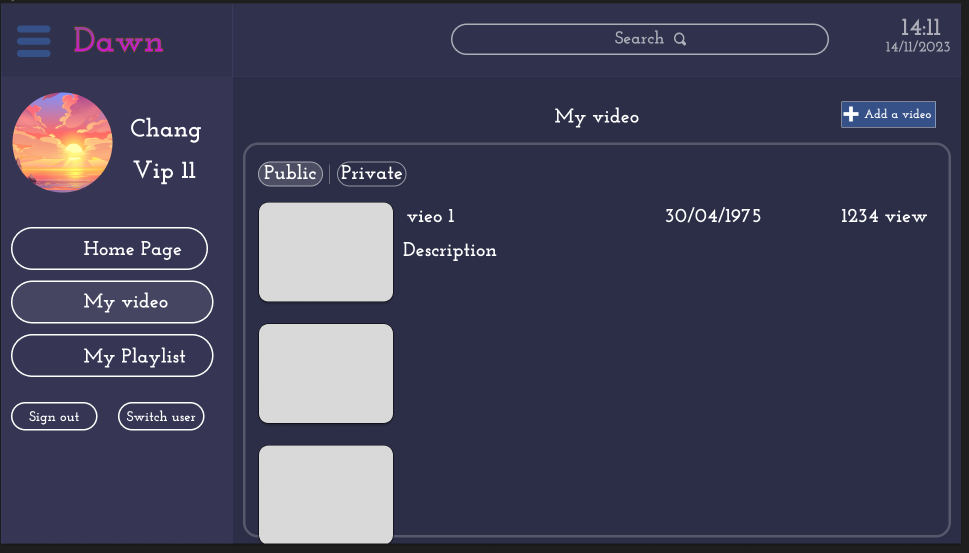 Dawn
Search
14:11
14/11/2023
Chang
Vip 11
My video
Add a video
Public
Private
Home Page
My video
My Playlist
Sign out
Switch user
vieo 1
30/04/1975
1234 view
Description